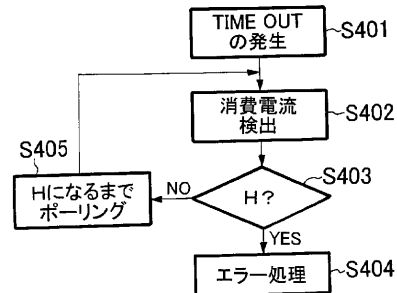 TIME OUT
の発生
S401
消費電流
検出
S402
S405
Hになるまで
ポーリング
NO
H?
S403
YES
エラー処理
S404